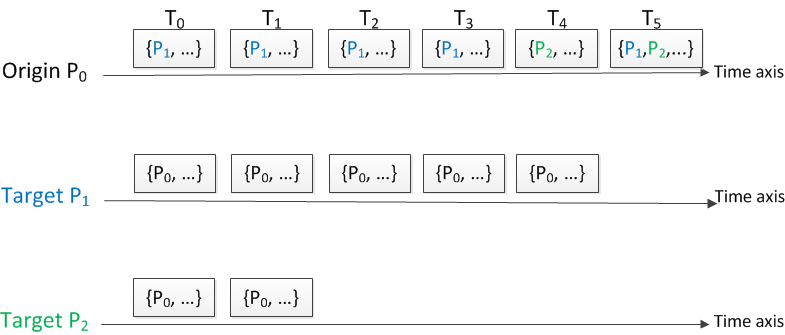 T₀ T₁ T₂ T₃ T₄ T₅
{P₁, ...} {P₁, ...} {P₁, ...} {P₁, ...} {P₂, ...} {P₁,P₂,...}
Origin P₀ Time axis
{P₀, ...} {P₀, ...} {P₀, ...} {P₀, ...} {P₀, ...}
Target P₁ Time axis
{P₀, ...} {P₀, ...}
Target P₂ Time axis